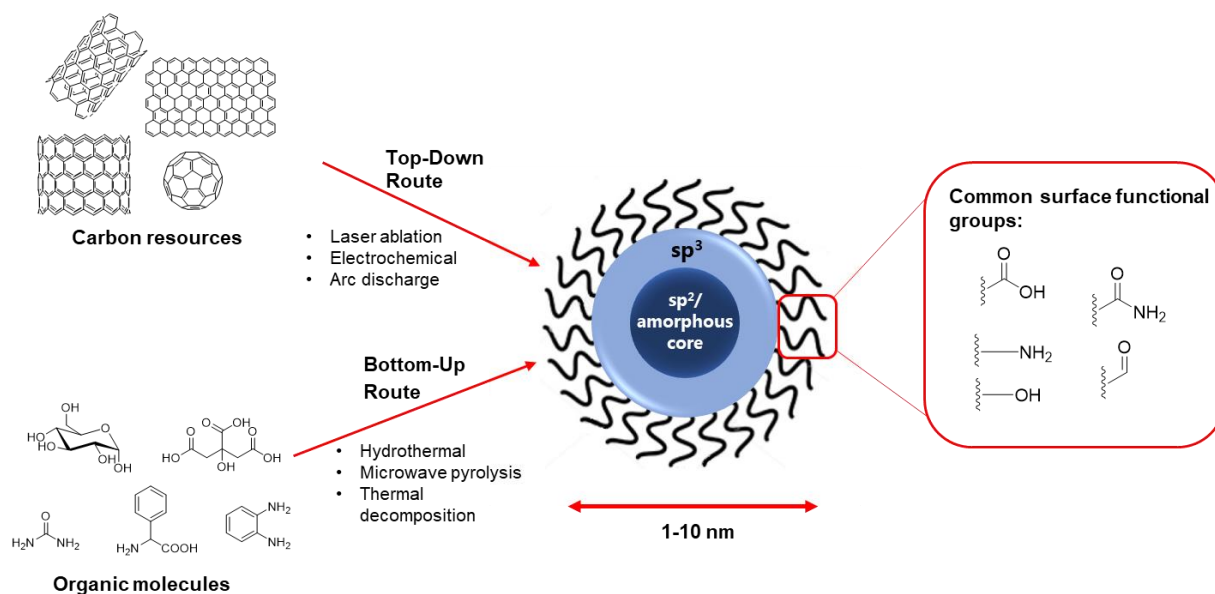 Carbon resources
Top-Down
Route
• Laser ablation
• Electrochemical
• Arc discharge
Bottom-Up
Route
• Hydrothermal
• Microwave pyrolysis
• Thermal
decomposition
OH
HO
O
HO
HO
OH
OH
HO
O
O
O
HO
OH
OH
O
H₂N
NH₂
H₂N
COOH
NH₂
NH₂
Organic molecules
sp³
sp²/
amorphous
core
1-10 nm
Common surface functional
groups:
O
OH
O
NH₂
NH₂
O
OH